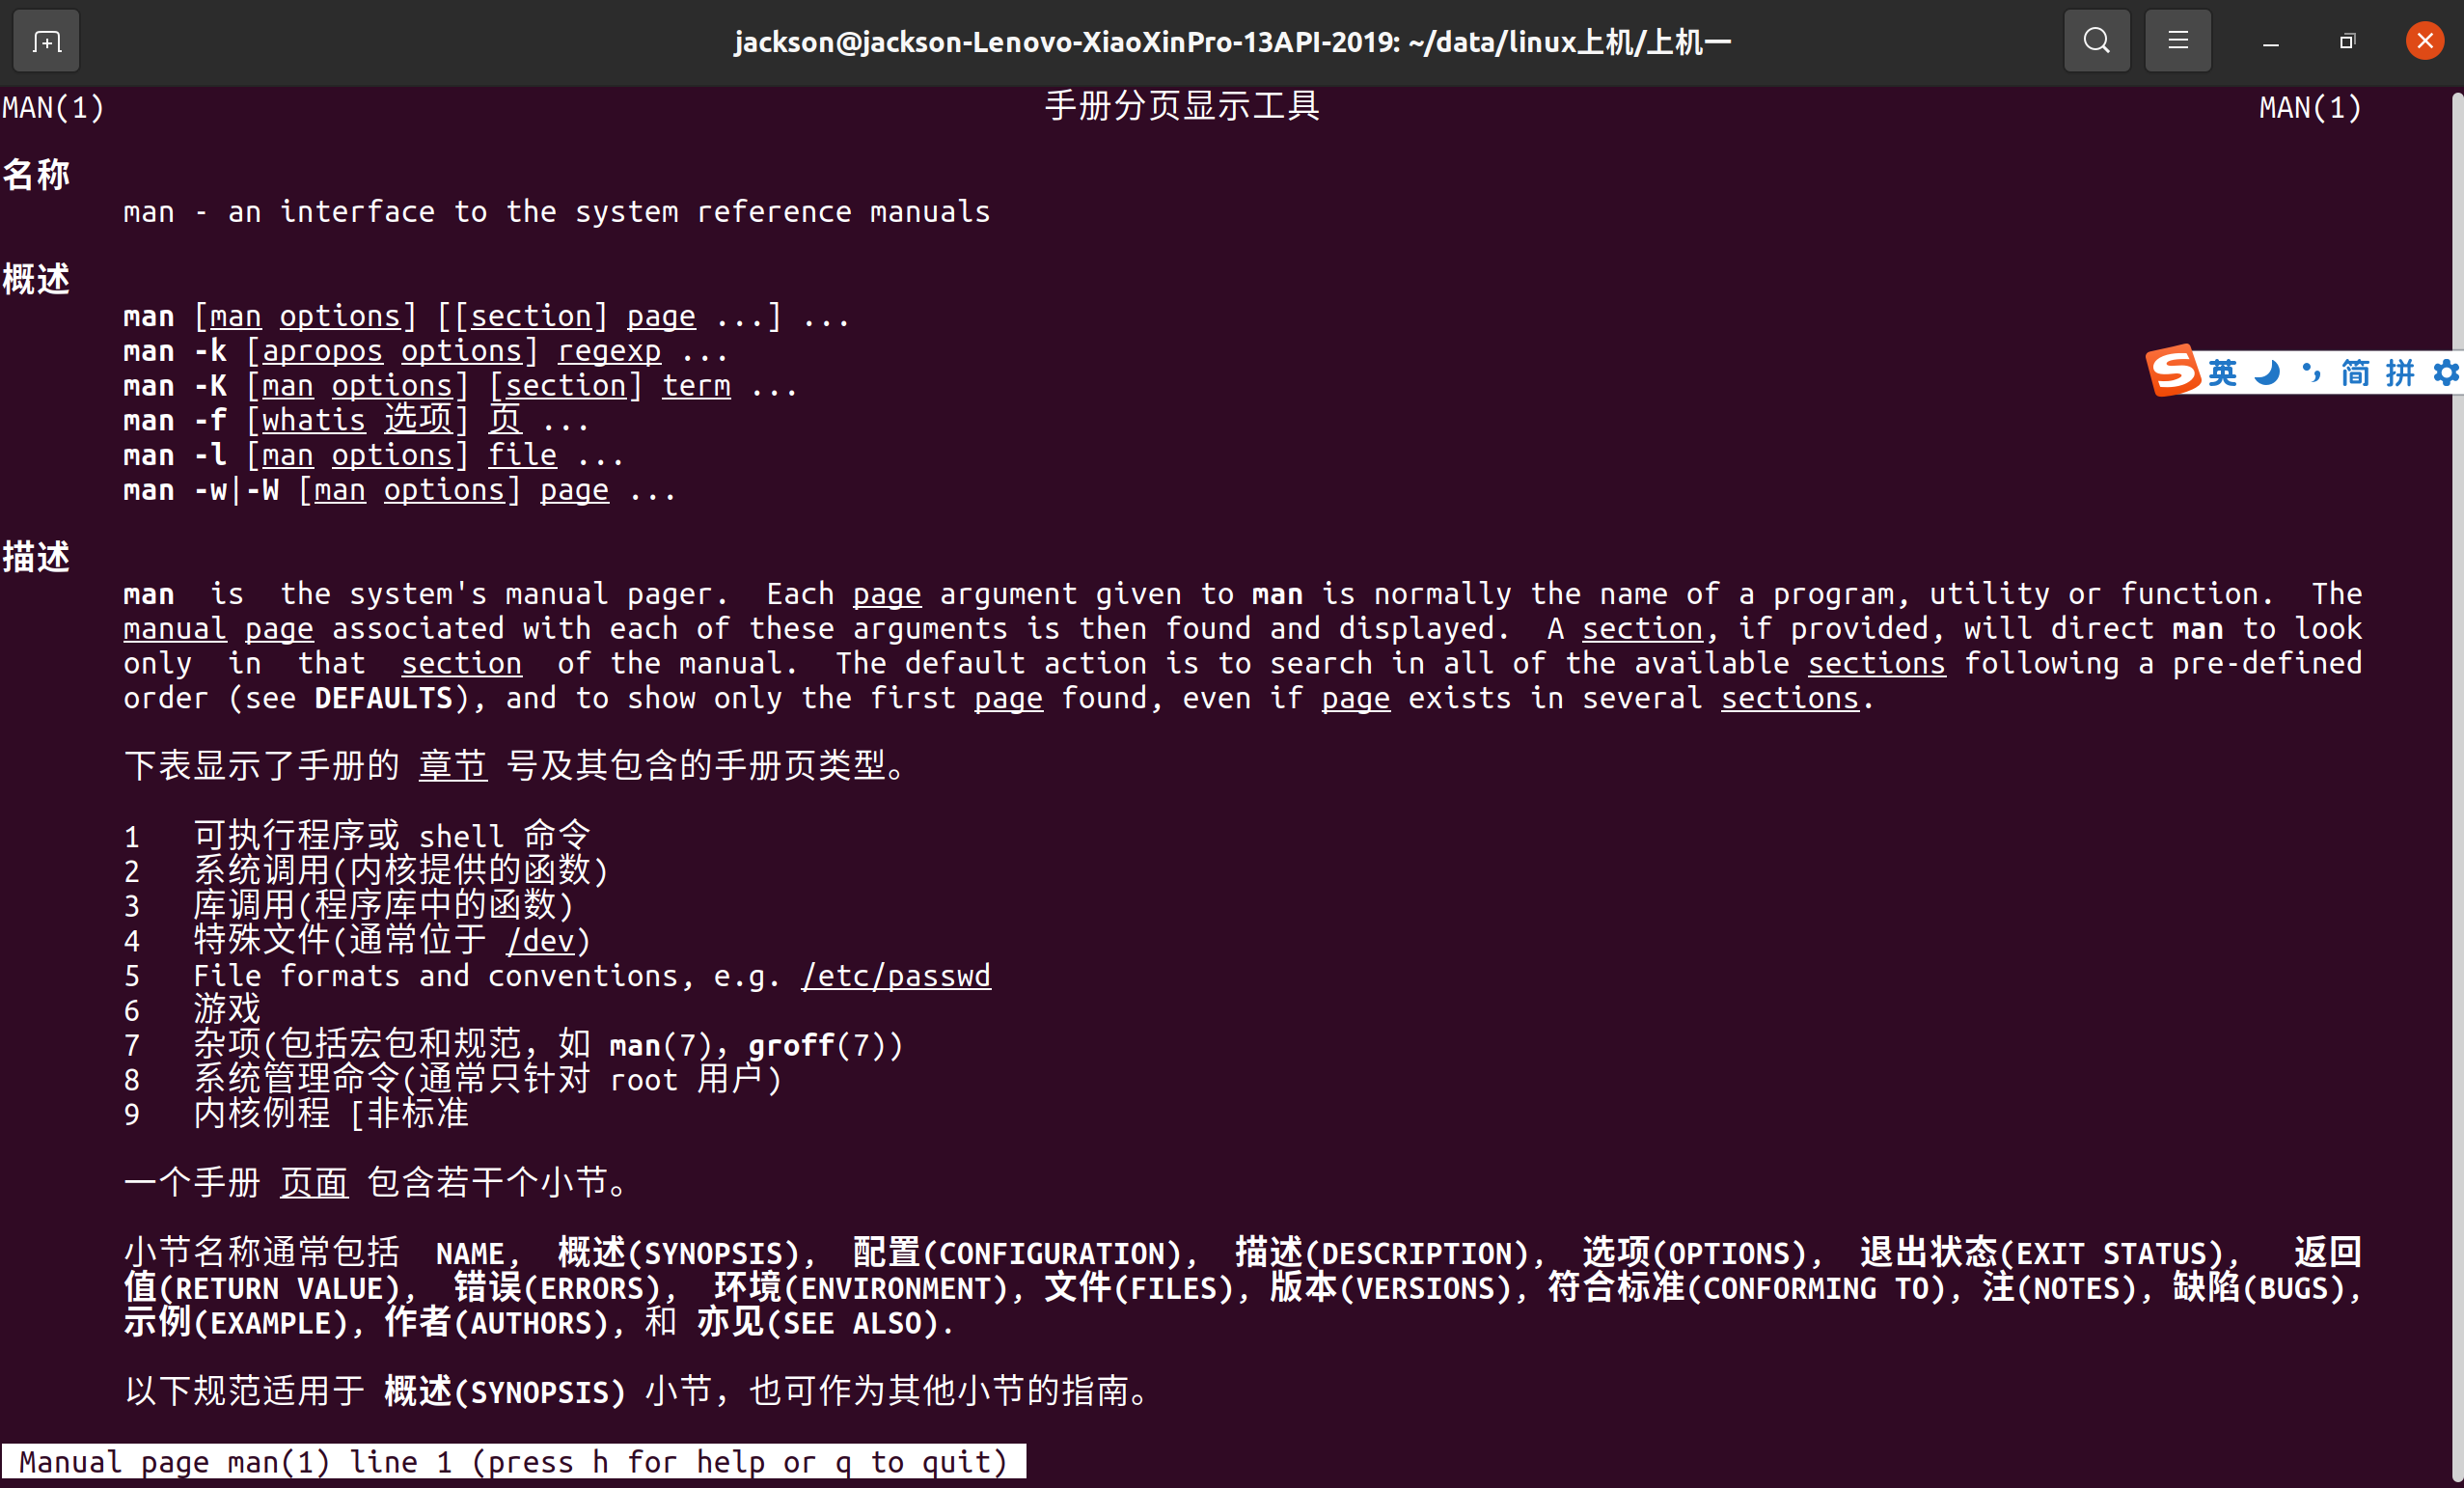 jackson@jackson-Lenovo-XiaoXinPro-13API-2019: ~/data/linux上机/上机一
MAN(1) 手册分页显示工具 MAN(1)
名称
man - an interface to the system reference manuals
概述
man [man options] [[section] page ...] ...
man -k [apropos options] regexp ...
man -K [man options] [section] term ...
man -f [whatis 选项] 页 ...
man -l [man options] file ...
man -w|-W [man options] page ...
英 简 拼
描述
man is the system's manual pager. Each page argument given to man is normally the name of a program, utility or function. The
manual page associated with each of these arguments is then found and displayed. A section, if provided, will direct man to look
only in that section of the manual. The default action is to search in all of the available sections following a pre-defined
order (see DEFAULTS), and to show only the first page found, even if page exists in several sections.
下表显示了手册的 章节 号及其包含的手册页类型。
1 可执行程序或 shell 命令
2 系统调用(内核提供的函数)
3 库调用(程序库中的函数)
4 特殊文件(通常位于 /dev)
5 File formats and conventions, e.g. /etc/passwd
6 游戏
7 杂项(包括宏包和规范，如 man(7)，groff(7))
8 系统管理命令(通常只针对 root 用户)
9 内核例程 [非标准
一个手册 页面 包含若干个小节。
小节名称通常包括 NAME, 概述(SYNOPSIS), 配置(CONFIGURATION), 描述(DESCRIPTION), 选项(OPTIONS), 退出状态(EXIT STATUS), 返回
值(RETURN VALUE), 错误(ERRORS), 环境(ENVIRONMENT), 文件(FILES), 版本(VERSIONS), 符合标准(CONFORMING TO), 注(NOTES), 缺陷(BUGS),
示例(EXAMPLE), 作者(AUTHORS), 和 亦见(SEE ALSO).
以下规范适用于 概述(SYNOPSIS) 小节，也可作为其他小节的指南。
Manual page man(1) line 1 (press h for help or q to quit)